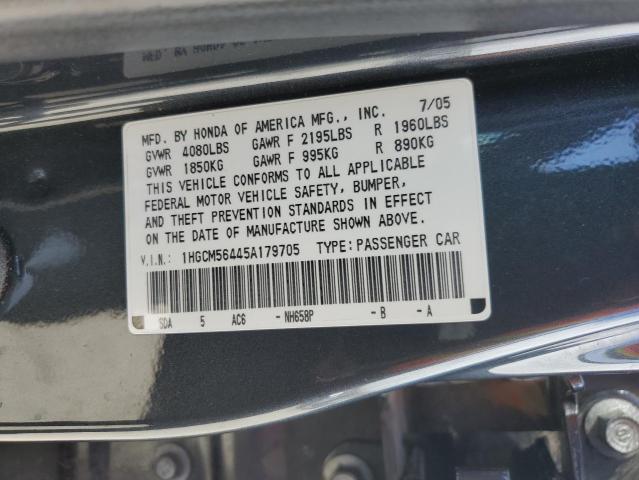 MFD. BY HONDA OF AMERICA MFG., INC. 7/05
GVWR 4080LBS GAWR F 2195LBS R 1960LBS
GVWR 1850KG GAWR F 995KG R 890KG
THIS VEHICLE CONFORMS TO ALL APPLICABLE
FEDERAL MOTOR VEHICLE SAFETY, BUMPER,
AND THEFT PREVENTION STANDARDS IN EFFECT
ON THE DATE OF MANUFACTURE SHOWN ABOVE.
V.I.N.: 1HGCM56445A179705 TYPE:PASSENGER CAR
SDA 5 AC6 -NH658P -B -A